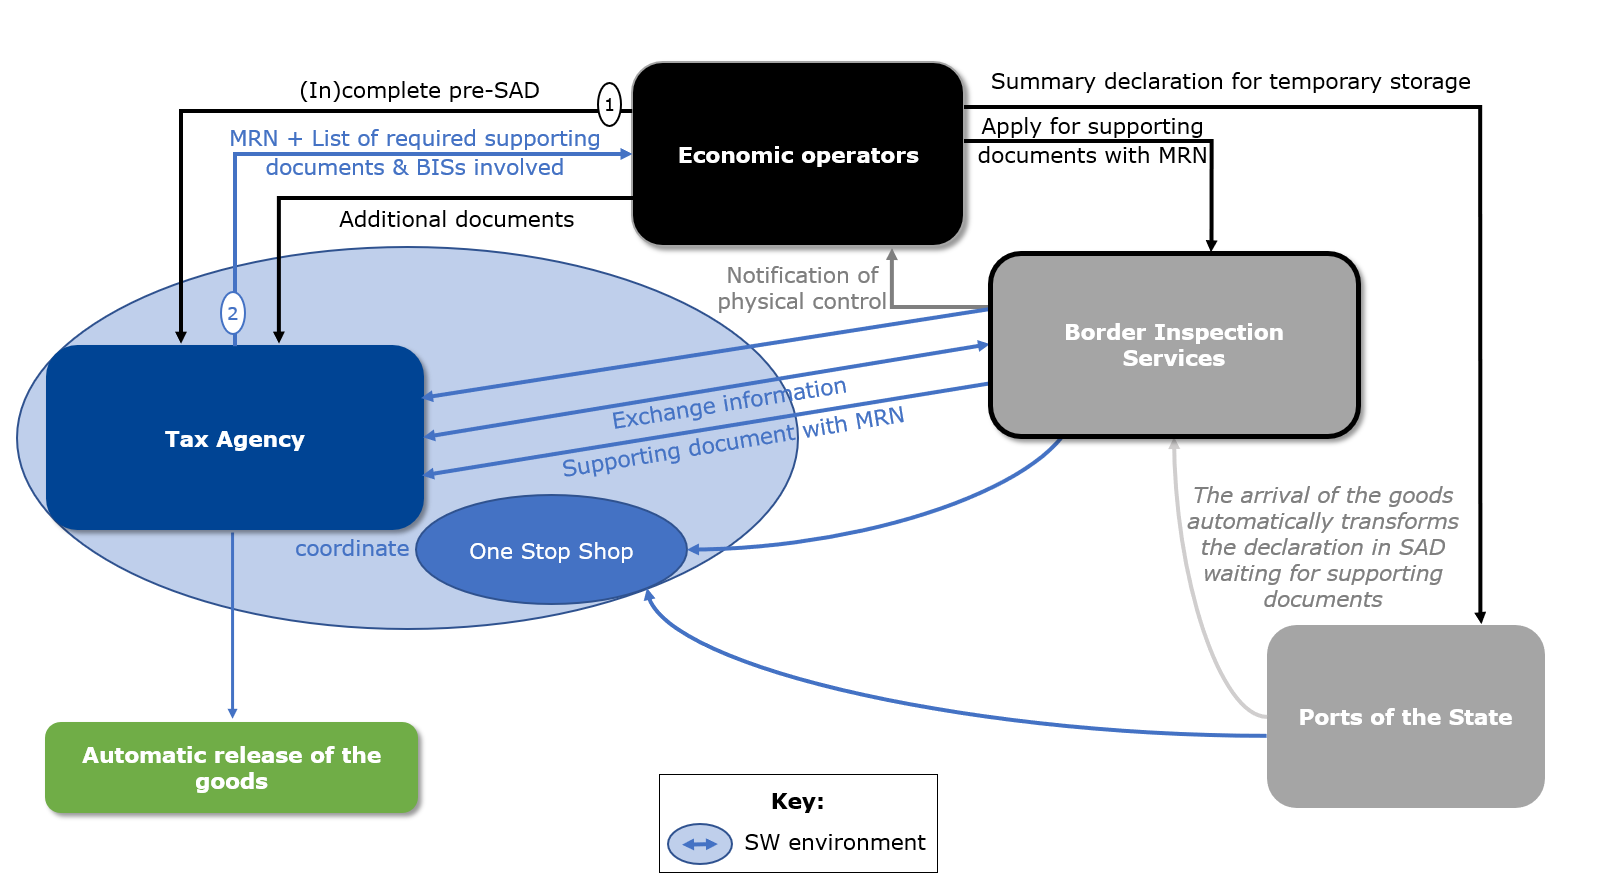 (In)complete pre-SAD
1
MRN + List of required supporting
documents & BISs involved
Additional documents
Economic operators
Summary declaration for temporary storage
Apply for supporting
documents with MRN
Notification of
physical control
2
Border Inspection
Services
Tax Agency
Exchange information
Supporting document with MRN
coordinate
One Stop Shop
The arrival of the goods
automatically transforms
the declaration in SAD
waiting for supporting
documents
Ports of the State
Automatic release of the
goods
Key:
SW environment